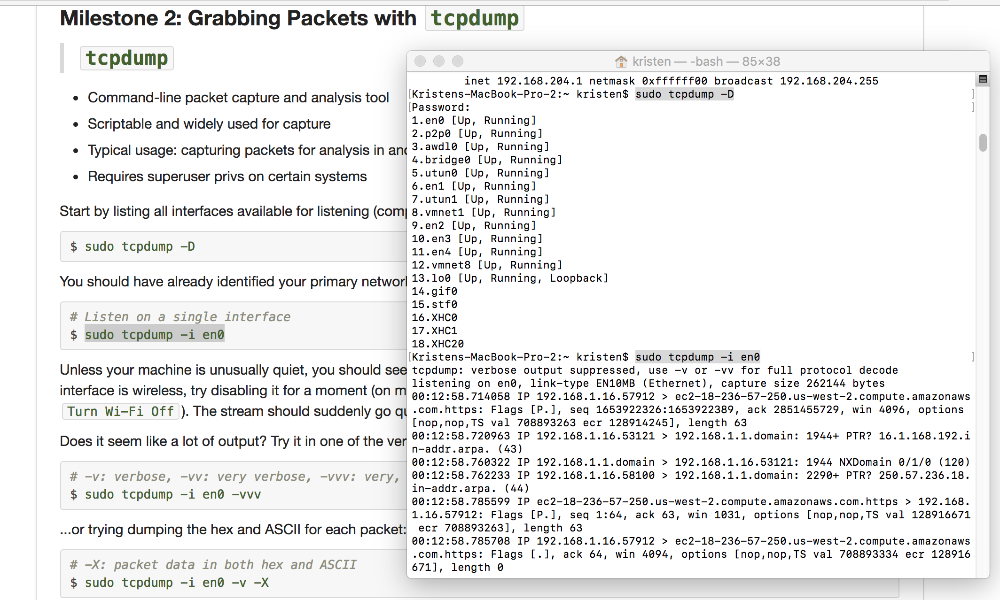 Milestone 2: Grabbing Packets with tcpdump
tcpdump
• Command-line packet capture and analysis tool
• Scriptable and widely used for capture
• Typical usage: capturing packets for analysis in
• Requires superuser privs on certain systems
Start by listing all interfaces available for listening
$ sudo tcpdump -D
You should have already identified your primary
# Listen on a single interface
$ sudo tcpdump -i en0
Unless your machine is unusually quiet, you should see
interface is wireless, try disabling it for a moment (on
Turn Wi-Fi Off ). The stream should suddenly go
Does it seem like a lot of output? Try it in one of the
# -v: verbose, -vv: very verbose, -vvv: very,
$ sudo tcpdump -i en0 -vvv
...or trying dumping the hex and ASCII for each packet:
# -X: packet data in both hex and ASCII
$ sudo tcpdump -i en0 -v -X
kristen — -bash — 85×38
inet 192.168.204.1 netmask 0xffffff00 broadcast 192.168.204.255
[Kristens-MacBook-Pro-2:~ kristen$ sudo tcpdump -D ]
[Password: ]
1.en0 [Up, Running]
2.p2p0 [Up, Running]
3.awdl0 [Up, Running]
4.bridge0 [Up, Running]
5.utun0 [Up, Running]
6.en1 [Up, Running]
7.utun1 [Up, Running]
8.vmnet1 [Up, Running]
9.en2 [Up, Running]
10.en3 [Up, Running]
11.en4 [Up, Running]
12.vmnet8 [Up, Running]
13.lo0 [Up, Running, Loopback]
14.gif0
15.stf0
16.XHC0
17.XHC1
18.XHC20
[Kristens-MacBook-Pro-2:~ kristen$ sudo tcpdump -i en0 ]
tcpdump: verbose output suppressed, use -v or -vv for full protocol decode
listening on en0, link-type EN10MB (Ethernet), capture size 262144 bytes
00:12:58.714058 IP 192.168.1.16.57912 > ec2-18-236-57-250.us-west-2.compute.amazonaws
.com.https: Flags [P.], seq 1653922326:1653922389, ack 2851455729, win 4096, options
[nop,nop,TS val 708893263 ecr 128914245], length 63
00:12:58.720963 IP 192.168.1.16.53121 > 192.168.1.1.domain: 1944+ PTR? 16.1.168.192.i
n-addr.arpa. (43)
00:12:58.760322 IP 192.168.1.1.domain > 192.168.1.16.53121: 1944 NXDomain 0/1/0 (120)
00:12:58.762233 IP 192.168.1.16.58100 > 192.168.1.1.domain: 2290+ PTR? 250.57.236.18.
in-addr.arpa. (44)
00:12:58.785599 IP ec2-18-236-57-250.us-west-2.compute.amazonaws.com.https > 192.168.
1.16.57912: Flags [P.], seq 1:64, ack 63, win 1031, options [nop,nop,TS val 128916671
ecr 708893263], length 63
00:12:58.785708 IP 192.168.1.16.57912 > ec2-18-236-57-250.us-west-2.compute.amazonaws
.com.https: Flags [.], ack 64, win 4094, options [nop,nop,TS val 708893334 ecr 128916
671], length 0